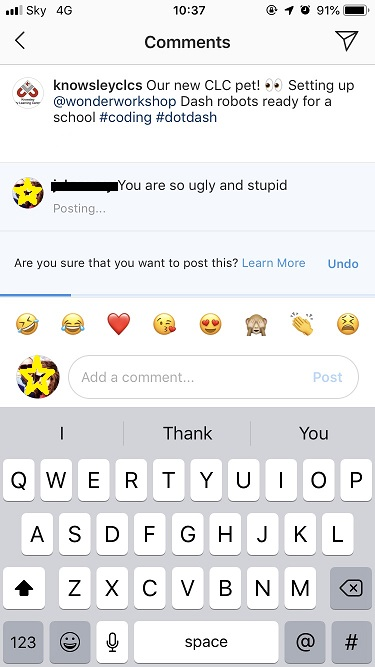 Sky 4G 10:37 91%
Comments
knowsleyclcs Our new CLC pet! 👀 Setting up
@wonderworkshop Dash robots ready for a
school #coding #dotdash
You are so ugly and stupid
Posting...
Are you sure that you want to post this? Learn More Undo
Add a comment... Post
I Thank You
Q W E R T Y U I O P
A S D F G H J K L
Z X C V B N M
123 space @ #